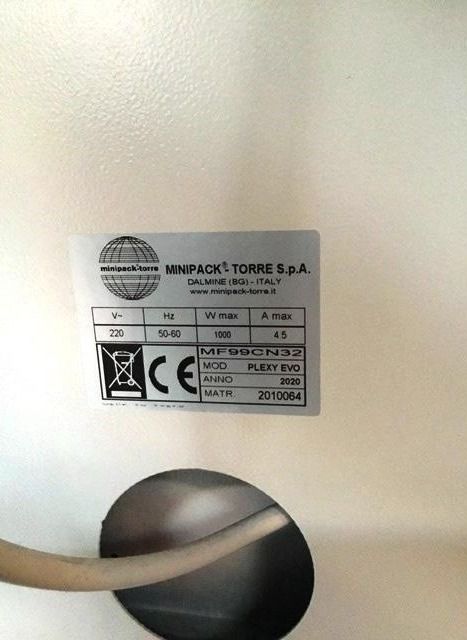 minipack-torre
MINIPACK®- TORRE S.p.A.
DALMINE (BG) - ITALY
www.minipack-torre.it
V~ Hz W max A max
220 50-60 1000 4.5
MF99CN32
MOD PLEXY EVO
ANNO 2020
MATR. 2010064
CE